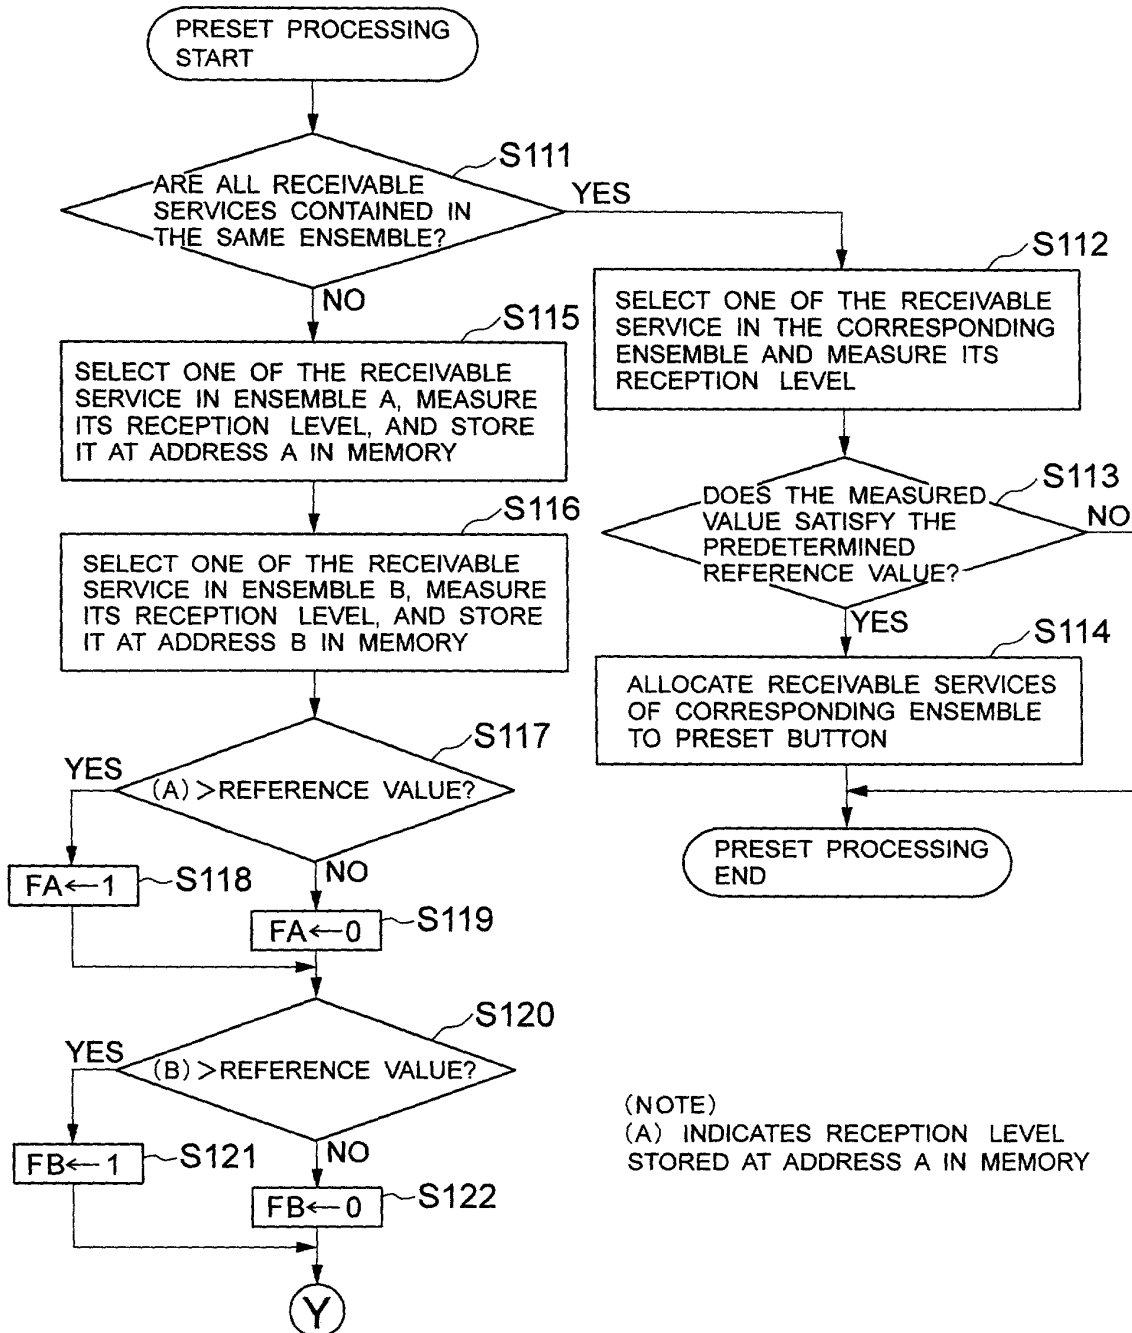 PRESET PROCESSING
START
S111
ARE ALL RECEIVABLE
SERVICES CONTAINED IN
THE SAME ENSEMBLE?
YES
NO
S112
SELECT ONE OF THE RECEIVABLE
SERVICE IN THE CORRESPONDING
ENSEMBLE AND MEASURE ITS
RECEPTION LEVEL
S113
DOES THE MEASURED
VALUE SATISFY THE
PREDETERMINED
REFERENCE VALUE?
NO
YES
S114
ALLOCATE RECEIVABLE SERVICES
OF CORRESPONDING ENSEMBLE
TO PRESET BUTTON
PRESET PROCESSING
END
S115
SELECT ONE OF THE RECEIVABLE
SERVICE IN ENSEMBLE A, MEASURE
ITS RECEPTION LEVEL, AND STORE
IT AT ADDRESS A IN MEMORY
S116
SELECT ONE OF THE RECEIVABLE
SERVICE IN ENSEMBLE B, MEASURE
ITS RECEPTION LEVEL, AND STORE
IT AT ADDRESS B IN MEMORY
S117
YES
(A)>REFERENCE VALUE?
NO
FA←1
S118
FA←0
S119
S120
YES
(B)>REFERENCE VALUE?
NO
FB←1
S121
FB←0
S122
Y
(NOTE)
(A) INDICATES RECEPTION LEVEL
STORED AT ADDRESS A IN MEMORY